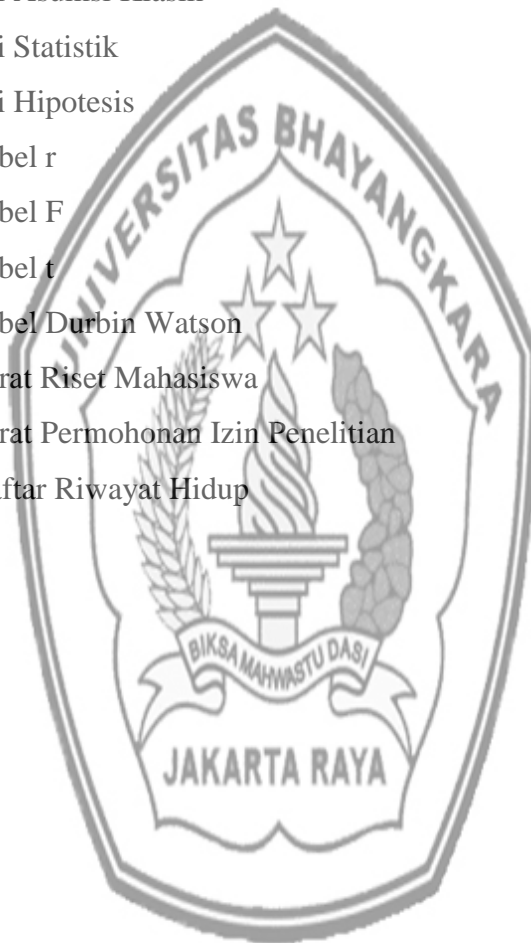 i Statistik
i Hipotesis
bel r
bel F
bel t
bel Durbin Watson
rat Riset Mahasiswa
rat Permohonan Izin Penelitian
aftar Riwayat Hidup
UNIVERSITAS BHAYANGKARA
BIKSA MAHWASTU DASI
JAKARTA RAYA